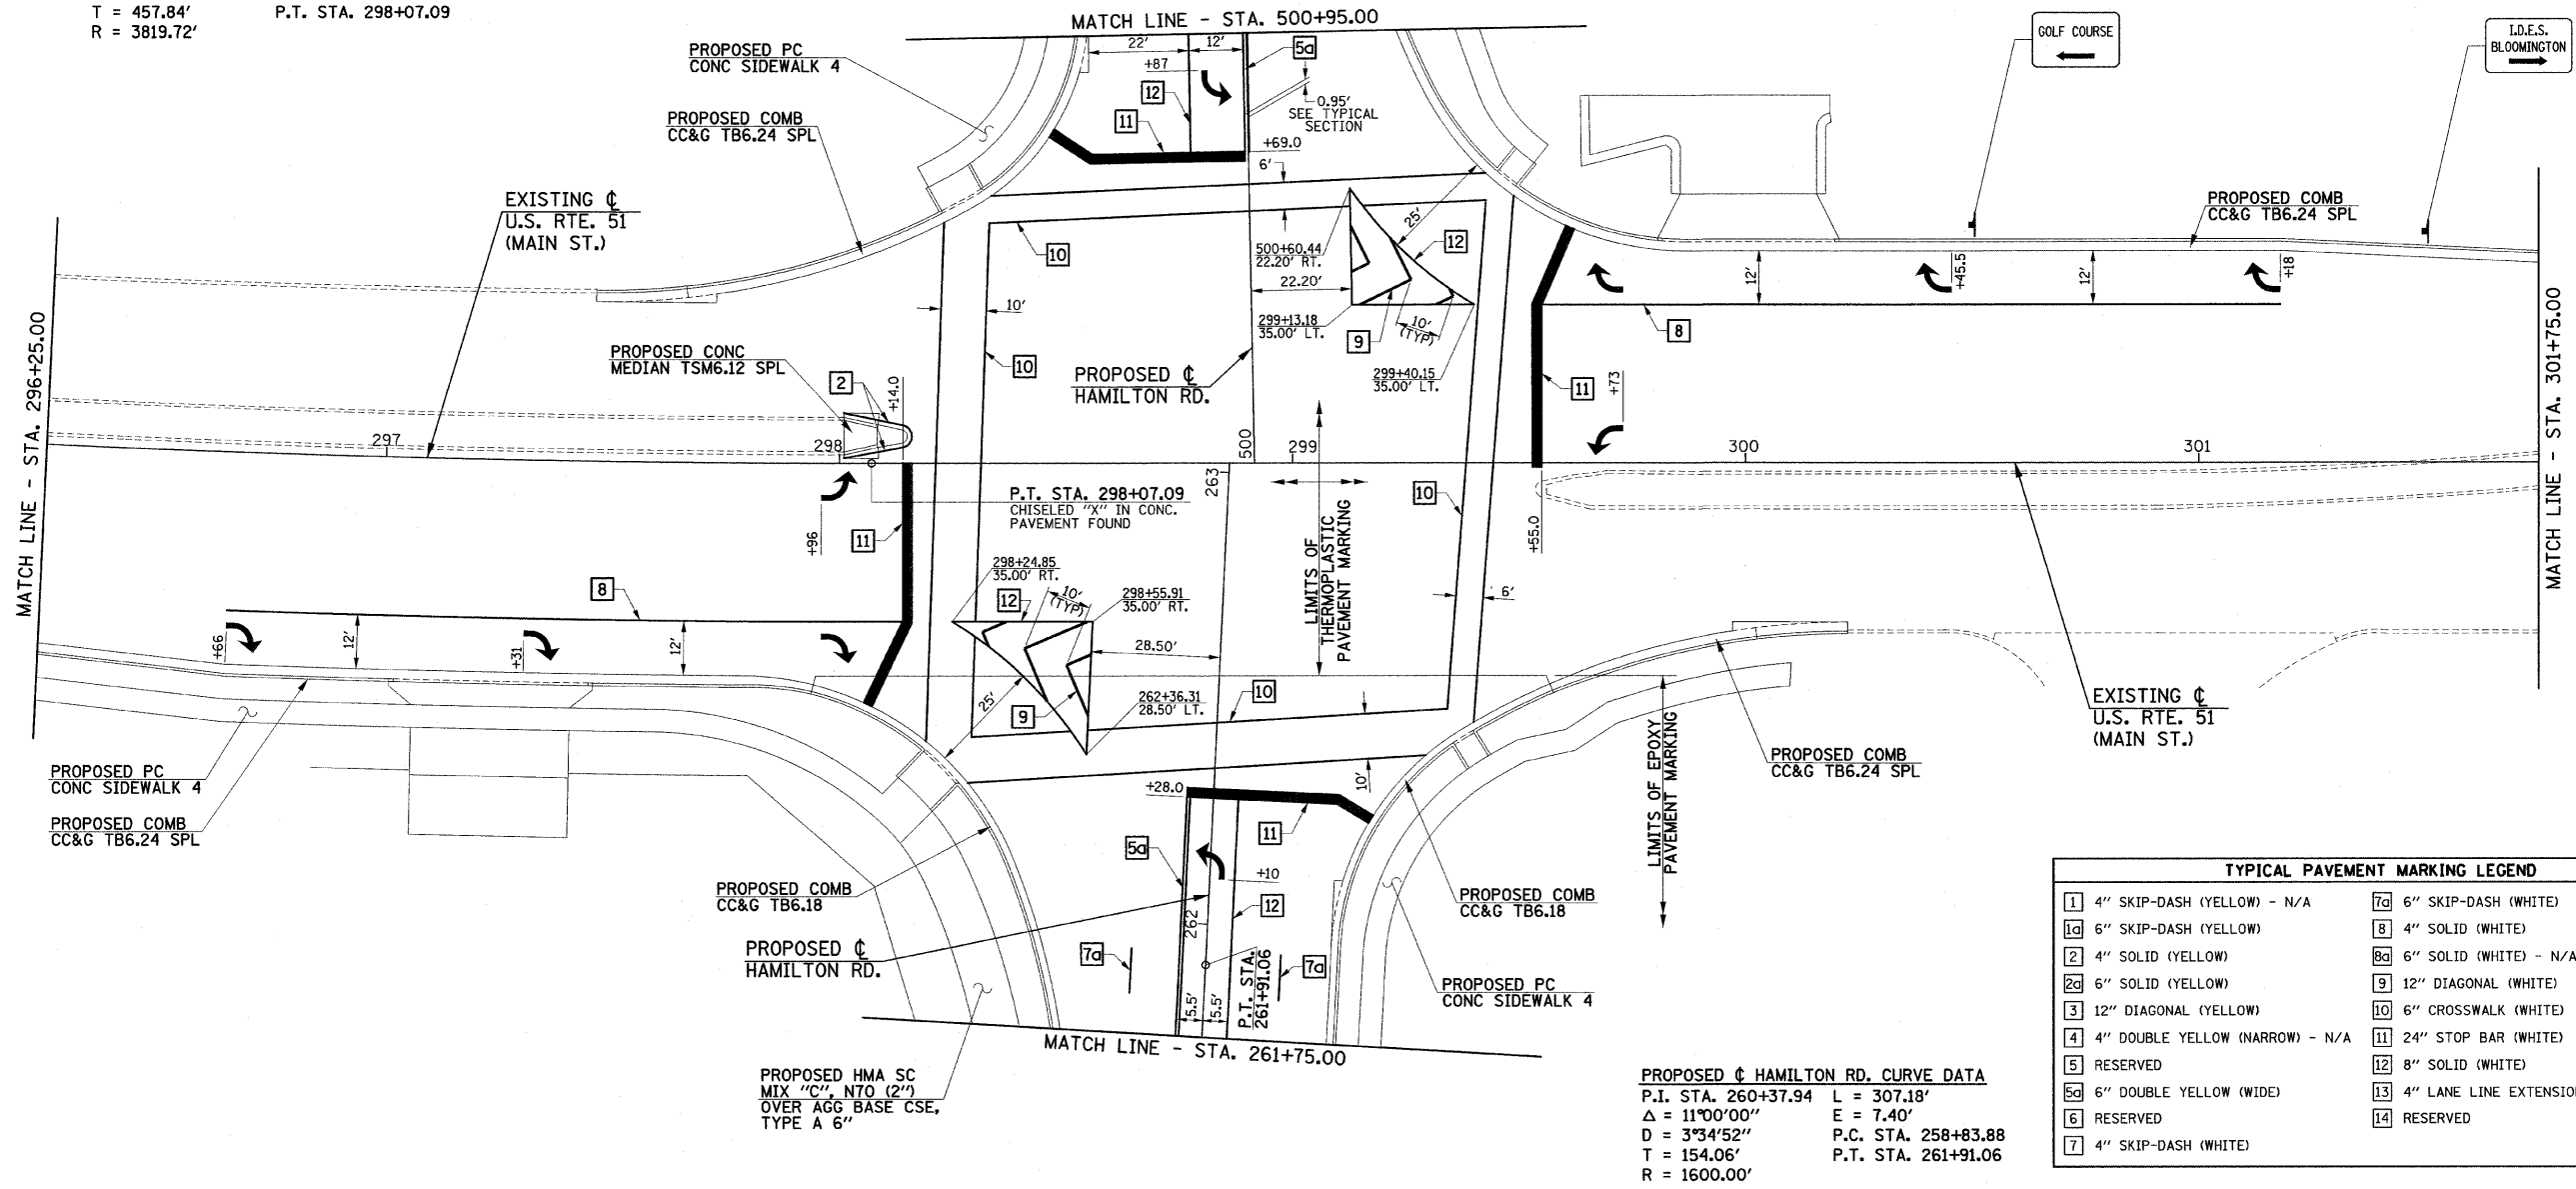 T = 457.84'
P.T. STA. 298+07.09
R = 3819.72'
MATCH LINE - STA. 500+95.00
GOLF COURSE
I.D.E.S.
BLOOMINGTON
PROPOSED PC
CONC SIDEWALK 4
22'
12'
5a
+87
12
11
0.95'
SEE TYPICAL
SECTION
PROPOSED COMB
CC&G TB6.24 SPL
+69.0
6'
EXISTING ℄
U.S. RTE. 51
(MAIN ST.)
PROPOSED COMB
CC&G TB6.24 SPL
25'
12
10
500+60.44
22.20' RT.
22.20'
12'
+45.5
12'
+18
10'
299+13.18
35.00' LT.
9
10'
(TYP)
8
MATCH LINE - STA. 296+25.00
MATCH LINE - STA. 301+75.00
PROPOSED CONC
MEDIAN TSM6.12 SPL
2
+14.0
10
PROPOSED ℄
HAMILTON RD.
299+40.15
35.00' LT.
11
+73
297
298
500
299
300
301
263
P.T. STA. 298+07.09
CHISELED "X" IN CONC.
PAVEMENT FOUND
10
+96
11
+55.0
LIMITS OF
THERMOPLASTIC
PAVEMENT MARKING
298+24.85
35.00' RT.
8
12
10'
(TYP)
298+55.91
35.00' RT.
6'
+66
12'
+31
12'
28.50'
25'
9
262+36.31
28.50' LT.
10
EXISTING ℄
U.S. RTE. 51
(MAIN ST.)
PROPOSED PC
CONC SIDEWALK 4
PROPOSED COMB
CC&G TB6.24 SPL
PROPOSED COMB
CC&G TB6.24 SPL
+28.0
10'
11
LIMITS OF EPOXY
PAVEMENT MARKING
5a
+10
12
PROPOSED COMB
CC&G TB6.18
PROPOSED COMB
CC&G TB6.18
262
PROPOSED ℄
HAMILTON RD.
7a
7a
5.5'
5.5'
P.T. STA.
261+91.06
PROPOSED PC
CONC SIDEWALK 4
MATCH LINE - STA. 261+75.00
PROPOSED HMA SC
MIX "C", N70 (2")
OVER AGG BASE CSE,
TYPE A 6"
PROPOSED ℄ HAMILTON RD. CURVE DATA
P.I. STA. 260+37.94 L = 307.18'
Δ = 11°00'00" E = 7.40'
D = 3°34'52" P.C. STA. 258+83.88
T = 154.06' P.T. STA. 261+91.06
R = 1600.00'
TYPICAL PAVEMENT MARKING LEGEND
1 4" SKIP-DASH (YELLOW) - N/A
1a 6" SKIP-DASH (YELLOW)
2 4" SOLID (YELLOW)
2a 6" SOLID (YELLOW)
3 12" DIAGONAL (YELLOW)
4 4" DOUBLE YELLOW (NARROW) - N/A
5 RESERVED
5a 6" DOUBLE YELLOW (WIDE)
6 RESERVED
7 4" SKIP-DASH (WHITE)
7a 6" SKIP-DASH (WHITE)
8 4" SOLID (WHITE)
8a 6" SOLID (WHITE) - N/A
9 12" DIAGONAL (WHITE)
10 6" CROSSWALK (WHITE)
11 24" STOP BAR (WHITE)
12 8" SOLID (WHITE)
13 4" LANE LINE
14 RESERVED